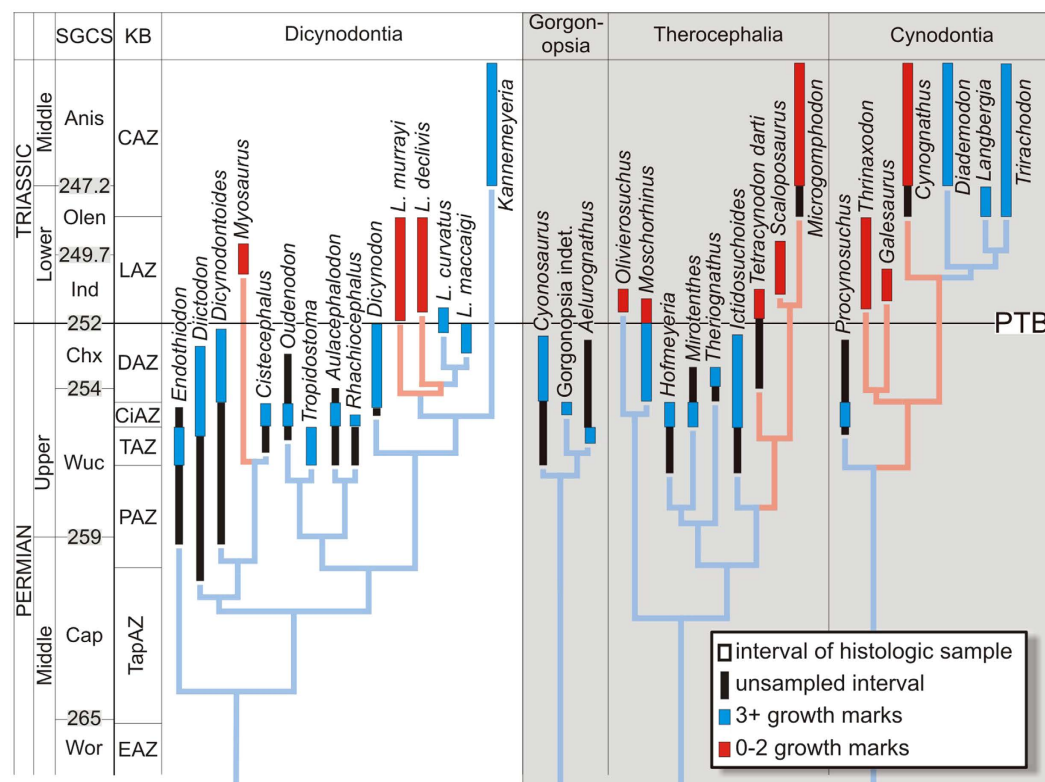 SGCS KB Dicynodontia Gorgon-
opsia Therocephalia Cynodontia
TRIASSIC
PERMIAN
Middle
Lower
Upper
Middle
Anis
247.2
Olen
249.7
Ind
252
Chx
254
Wuc
259
Cap
265
Wor
CAZ
LAZ
DAZ
CiAZ
TAZ
PAZ
TapAZ
EAZ
Endothiodon
Diictodon
Dicynodontoides
Myosaurus
Cistecephalus
Oudenodon
Tropidostoma
Aulacephalodon
Rhachiocephalus
Dicynodon
L. murrayi
L. declivis
L. curvatus
L. maccaigi
Kannemeyeria
Cyonosaurus
Gorgonopsia indet.
Aelurognathus
Olivierosuchus
Moschorhinus
Hofmeyeria
Mirotenthes
Theriognathus
Ictidosuchoides
Tetracynodon darti
Scaloposaurus
Microgomphodon
Procynosuchus
Thrinaxodon
Galesaurus
Cynognathus
Diademodon
Langbergia
Trirachodon
PTB
interval of histologic sample
unsampled interval
3+ growth marks
0-2 growth marks